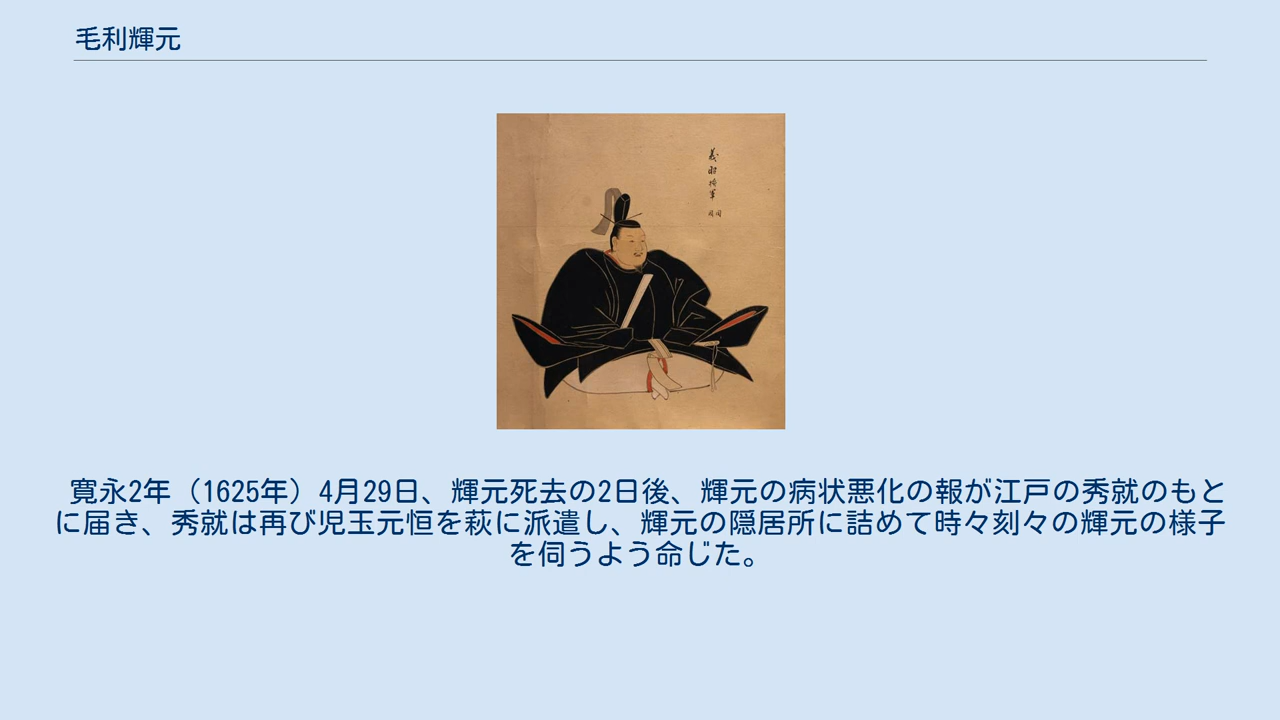 毛利輝元
義昭将軍
寛永2年（1625年）4月29日、輝元死去の2日後、輝元の病状悪化の報が江戸の秀就のもと
に届き、秀就は再び児玉元恒を萩に派遣し、輝元の隠居所に詰めて時々刻々の輝元の様子
を伺うよう命じた。